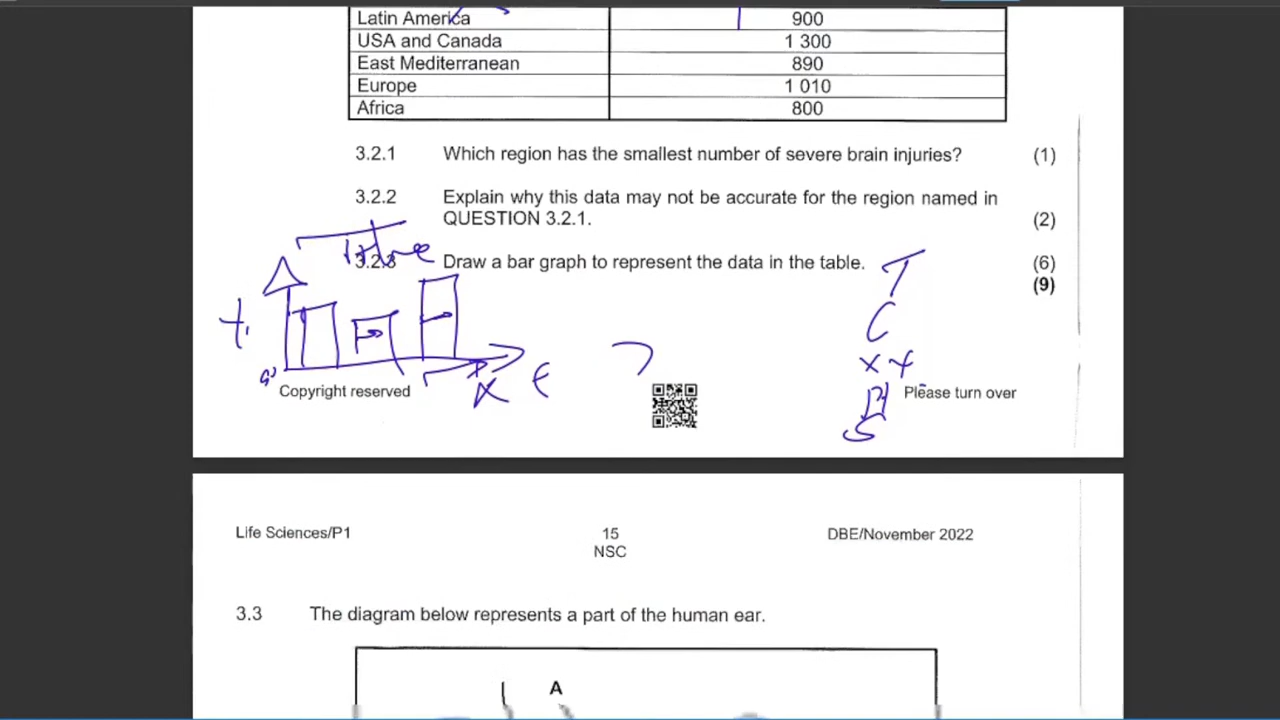 Latin America 900
USA and Canada 1 300
East Mediterranean 890
Europe 1 010
Africa 800
3.2.1 Which region has the smallest number of severe brain injuries? (1)
3.2.2 Explain why this data may not be accurate for the region named in
QUESTION 3.2.1. (2)
3.2.3 Draw a bar graph to represent the data in the table. (6)
(9)
T
C
X Y
S
Copyright reserved Please turn over
Life Sciences/P1 15 DBE/November 2022
NSC
3.3 The diagram below represents a part of the human ear.
A